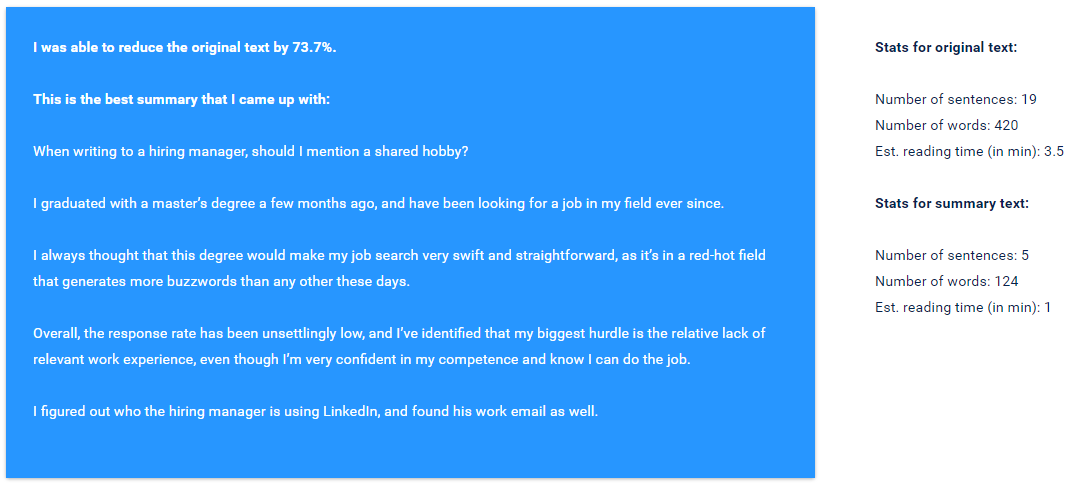 I was able to reduce the original text by 73.7%.
This is the best summary that I came up with:
When writing to a hiring manager, should I mention a shared hobby?
I graduated with a master’s degree a few months ago, and have been looking for a job in my field ever since.
I always thought that this degree would make my job search very swift and straightforward, as it’s in a red-hot field
that generates more buzzwords than any other these days.
Overall, the response rate has been unsettlingly low, and I’ve identified that my biggest hurdle is the relative lack of
relevant work experience, even though I’m very confident in my competence and know I can do the job.
I figured out who the hiring manager is using LinkedIn, and found his work email as well.
Stats for original text:
Number of sentences: 19
Number of words: 420
Est. reading time (in min): 3.5
Stats for summary text:
Number of sentences: 5
Number of words: 124
Est. reading time (in min): 1